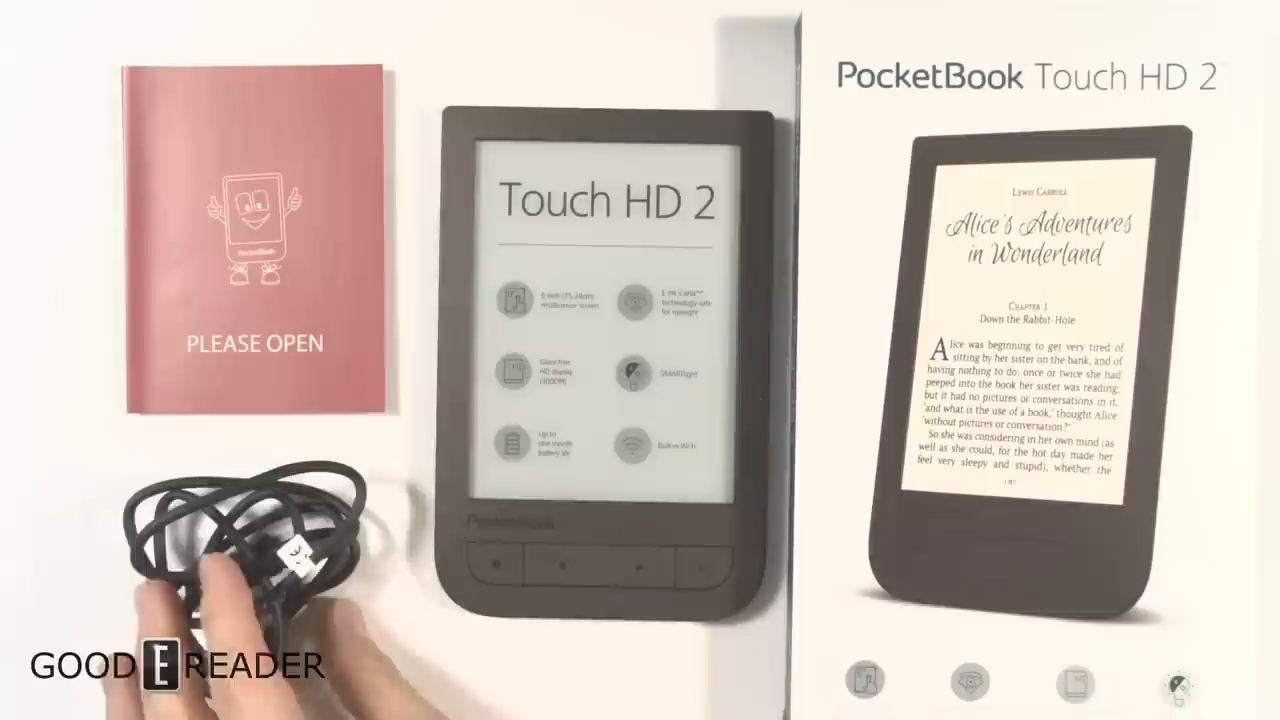 PocketBook
PLEASE OPEN
GOOD E READER
Touch HD 2
6 inch (15,24cm)
multisensor screen
E Ink Carta™
technology safe
for eyesight
Glare-free
HD display
SMARTlight
Up to
one month
battery life
Built-in Wi-Fi
PocketBook
PocketBook Touch HD 2
Lewis Carroll
Alice's Adventures
in Wonderland
Chapter 1
Down the Rabbit-Hole
Alice was beginning to get very tired of
sitting by her sister on the bank, and of
having nothing to do: once or twice she had
peeped into the book her sister was reading,
but it had no pictures or conversations in it,
'and what is the use of a book,' thought Alice
'without pictures or conversation?'
So she was considering in her own mind (as
well as she could, for the hot day made her
feel very sleepy and stupid), whether the